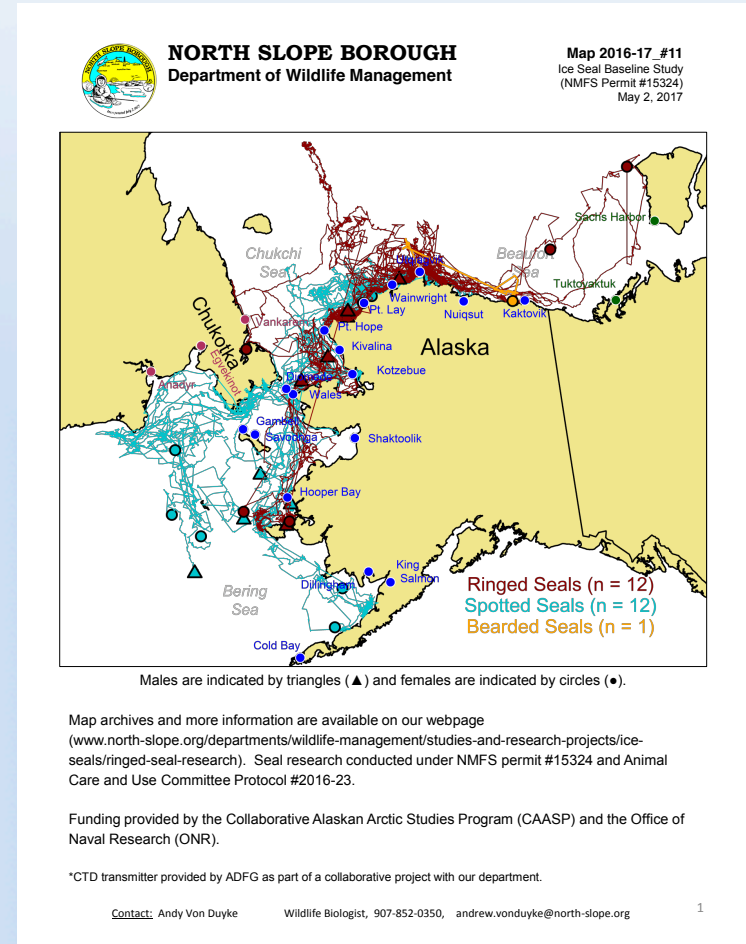 NORTH SLOPE BOROUGH
Department of Wildlife Management
Map 2016-17_#11
Ice Seal Baseline Study
(NMFS Permit #15324)
May 2, 2017
NORTH SLOPE BOROUGH
Sachs Harbor
Chukchi
Sea
Beaufort
Sea
Tuktoyaktuk
Wainwright
Pt. Lay
Nuiqsut
Kaktovik
Chukotka
Vankarem
Pt. Hope
Alaska
Kivalina
Egvekinot
Anadyr
Kotzebue
Diomede
Wales
Gambell
Savoonga
Shaktoolik
Hooper Bay
King
Salmon
Dillingham
Bering
Sea
Cold Bay
Ringed Seals (n = 12)
Spotted Seals (n = 12)
Bearded Seals (n = 1)
Males are indicated by triangles (▲) and females are indicated by circles (●).
Map archives and more information are available on our webpage
(www.north-slope.org/departments/wildlife-management/studies-and-research-projects/ice-
seals/ringed-seal-research). Seal research conducted under NMFS permit #15324 and Animal
Care and Use Committee Protocol #2016-23.
Funding provided by the Collaborative Alaskan Arctic Studies Program (CAASP) and the Office of
Naval Research (ONR).
*CTD transmitter provided by ADFG as part of a collaborative project with our department.
Contact: Andy Von Duyke Wildlife Biologist, 907-852-0350, andrew.vonduyke@north-slope.org
1